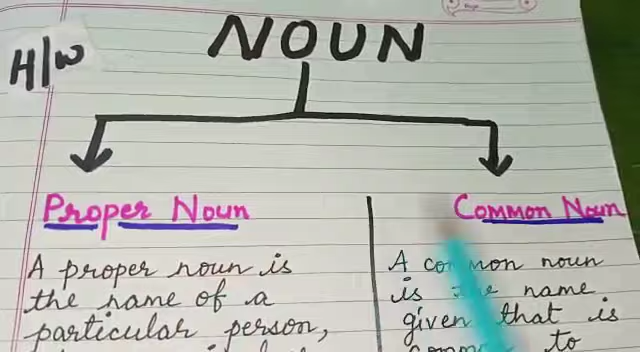 NOUN
H/W
Proper Noun
A proper noun is
the name of a
particular person,
Common Noun
A common noun
is name
given that is
to